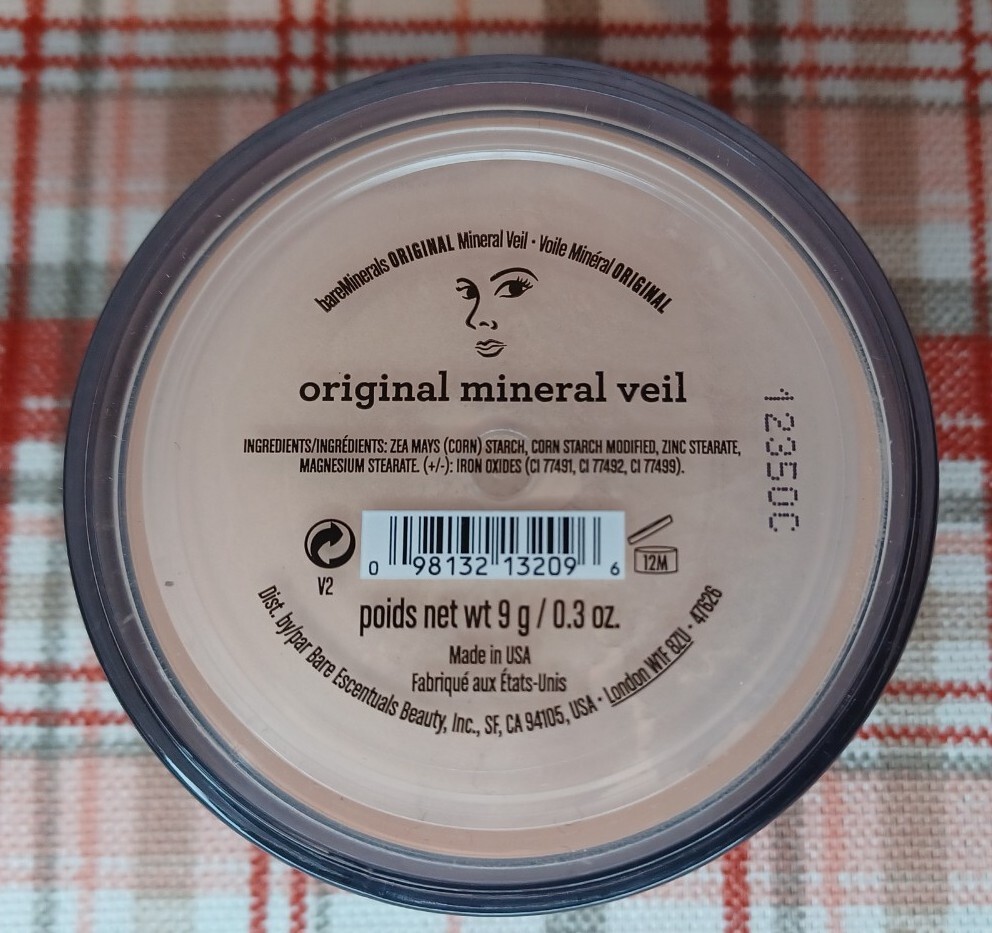 bareMinerals ORIGINAL Mineral Veil · Voile Minéral ORIGINAL
original mineral veil
INGREDIENTS/INGRÉDIENTS: ZEA MAYS (CORN) STARCH, CORN STARCH MODIFIED, ZINC STEARATE,
MAGNESIUM STEARATE. (+/-): IRON OXIDES (CI 77491, CI 77492, CI 77499).
12350C
V2
0 98132 13209 6
12M
poids net wt 9 g / 0.3 oz.
Made in USA
Fabriqué aux États-Unis
Dist. by/par Bare Escentuals Beauty, Inc., SF, CA 94105, USA · London W1F 8ZU · 47626